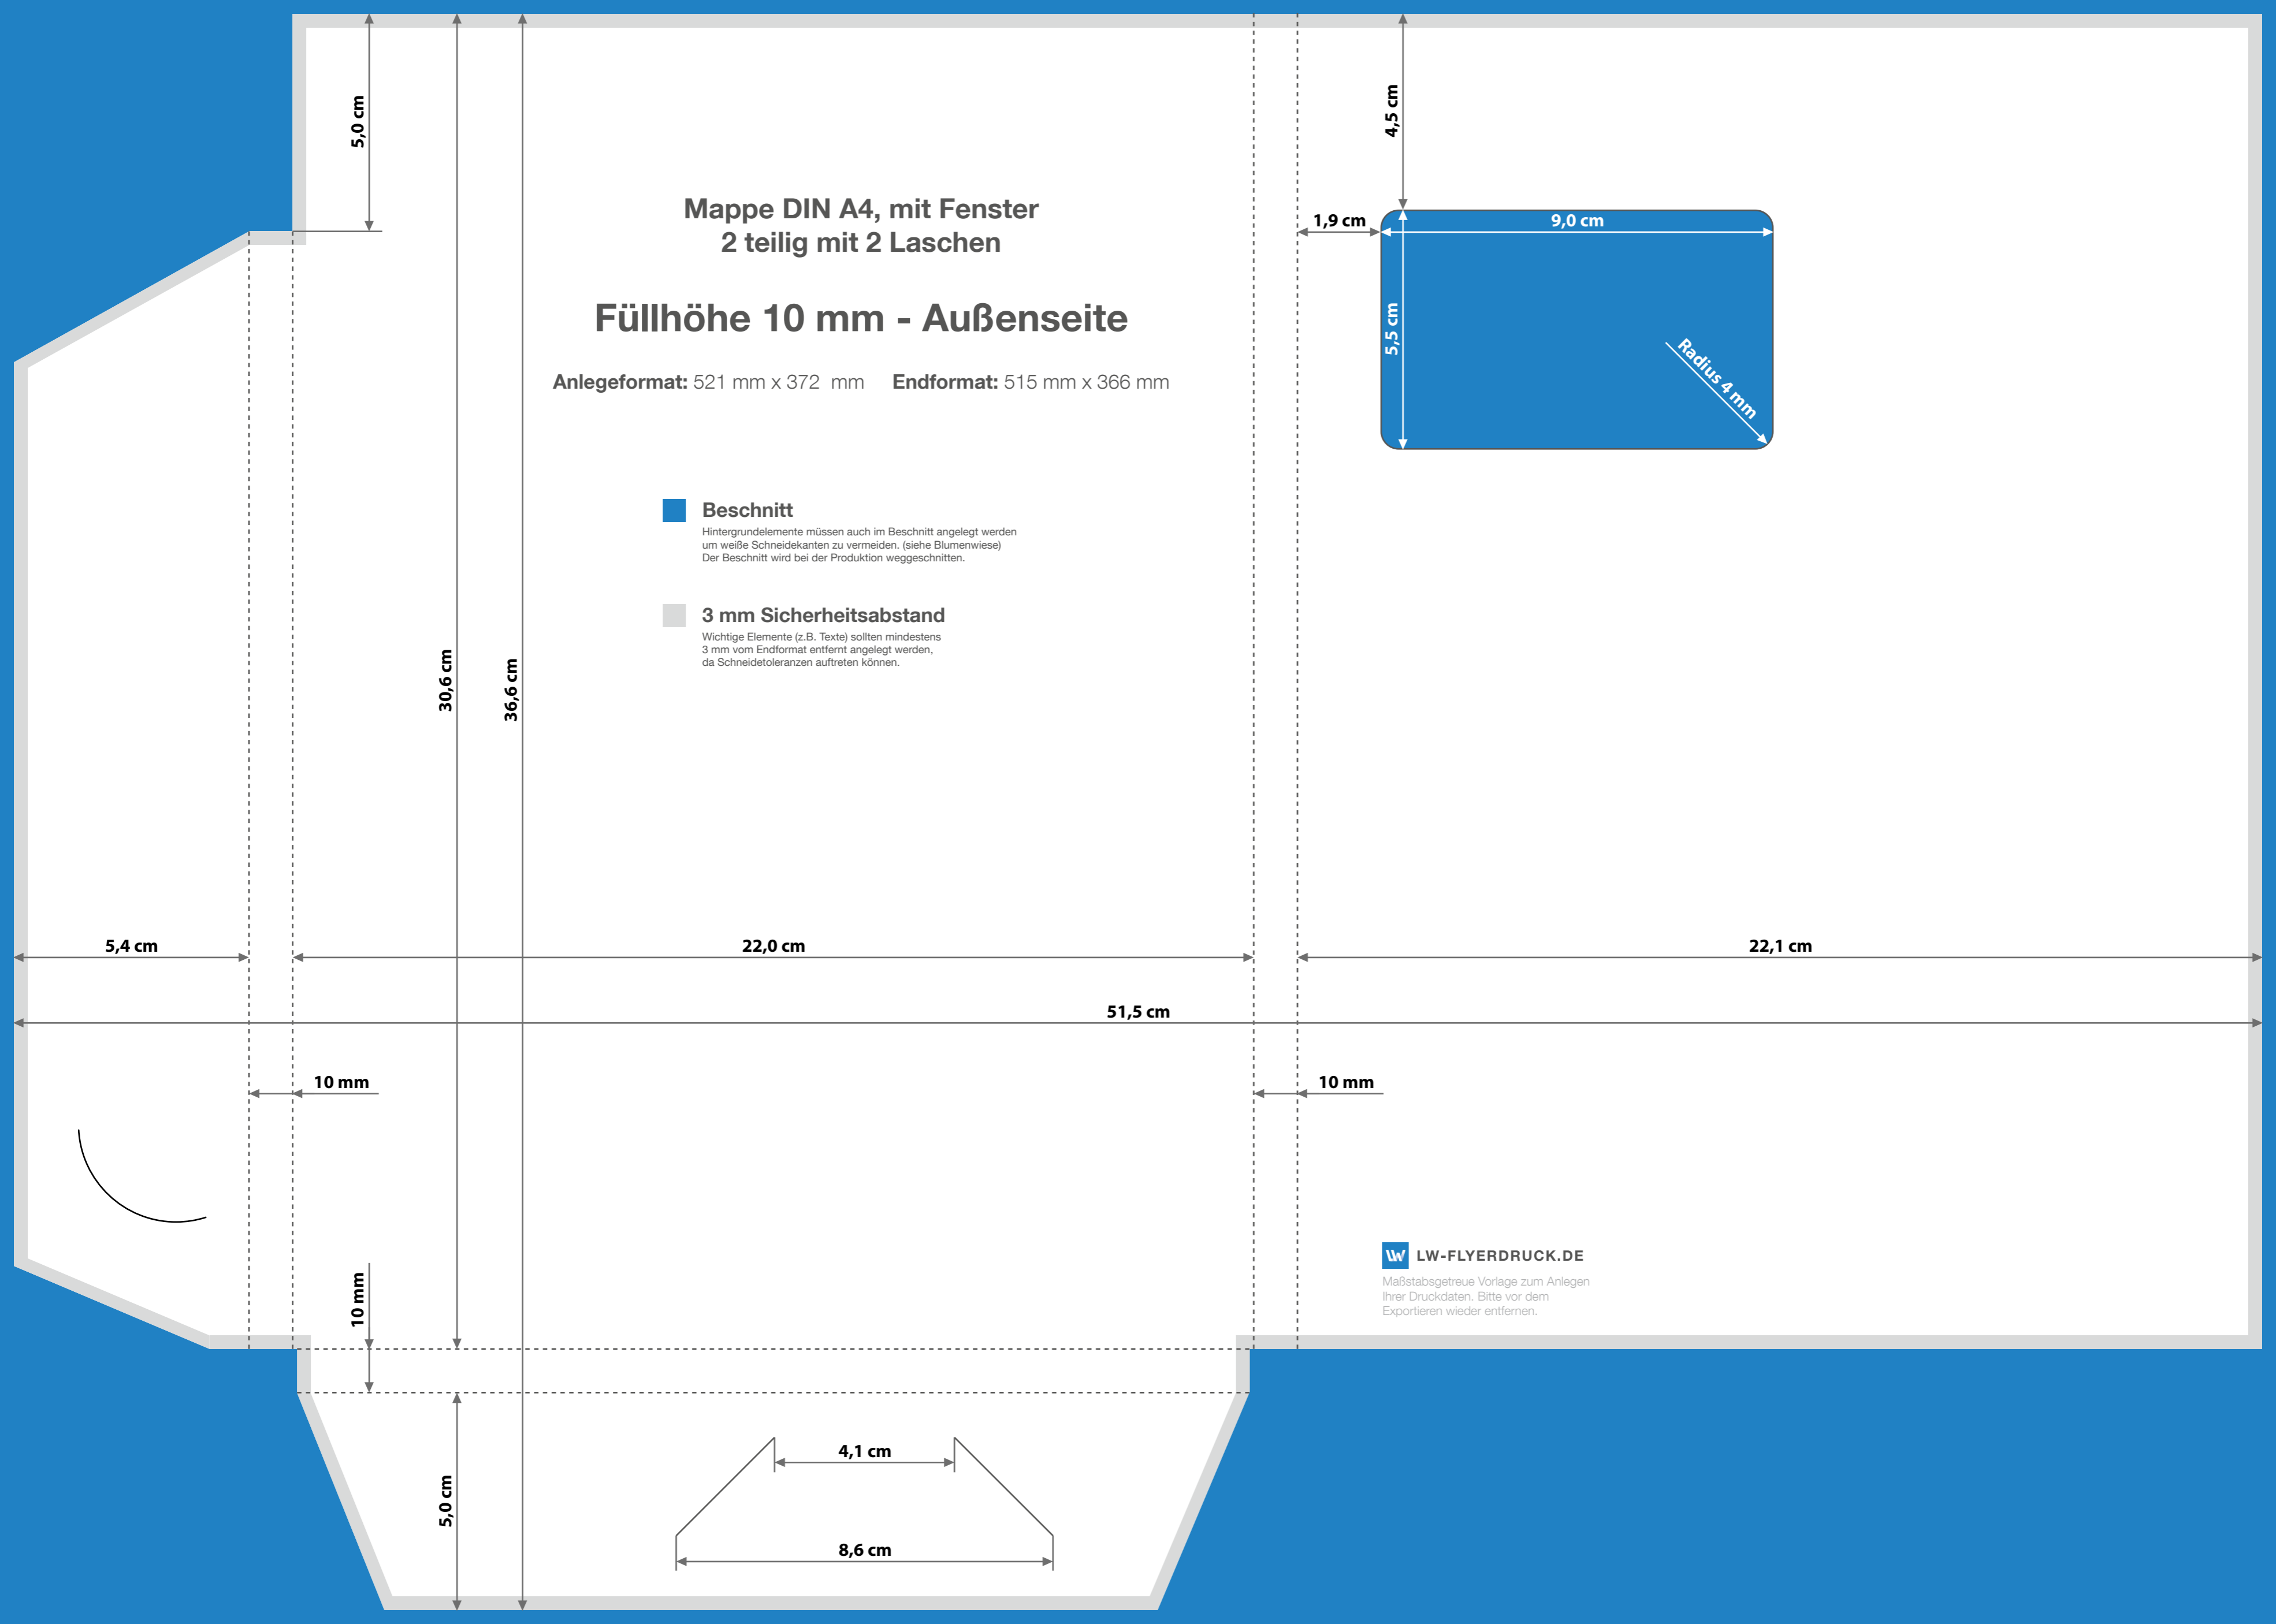 5,0 cm
4,5 cm
Mappe DIN A4, mit Fenster
2 teilig mit 2 Laschen
1,9 cm
9,0 cm
Füllhöhe 10 mm - Außenseite
5,5 cm
Radius 4 mm
Anlegeformat: 521 mm x 372  mm Endformat: 515 mm x 366 mm
Beschnitt
Hintergrundelemente müssen auch im Beschnitt angelegt werden
um weiße Schneidekanten zu vermeiden. (siehe Blumenwiese)
Der Beschnitt wird bei der Produktion weggeschnitten.
3 mm Sicherheitsabstand
Wichtige Elemente (z.B. Texte) sollten mindestens
3 mm vom Endformat entfernt angelegt werden,
da Schneidetoleranzen auftreten können.
30,6 cm
36,6 cm
5,4 cm
22,0 cm
22,1 cm
51,5 cm
10 mm
10 mm
LW-FLYERDRUCK.DE
Maßstabsgetreue Vorlage zum Anlegen
Ihrer Druckdaten. Bitte vor dem
Exportieren wieder entfernen.
10 mm
4,1 cm
5,0 cm
8,6 cm